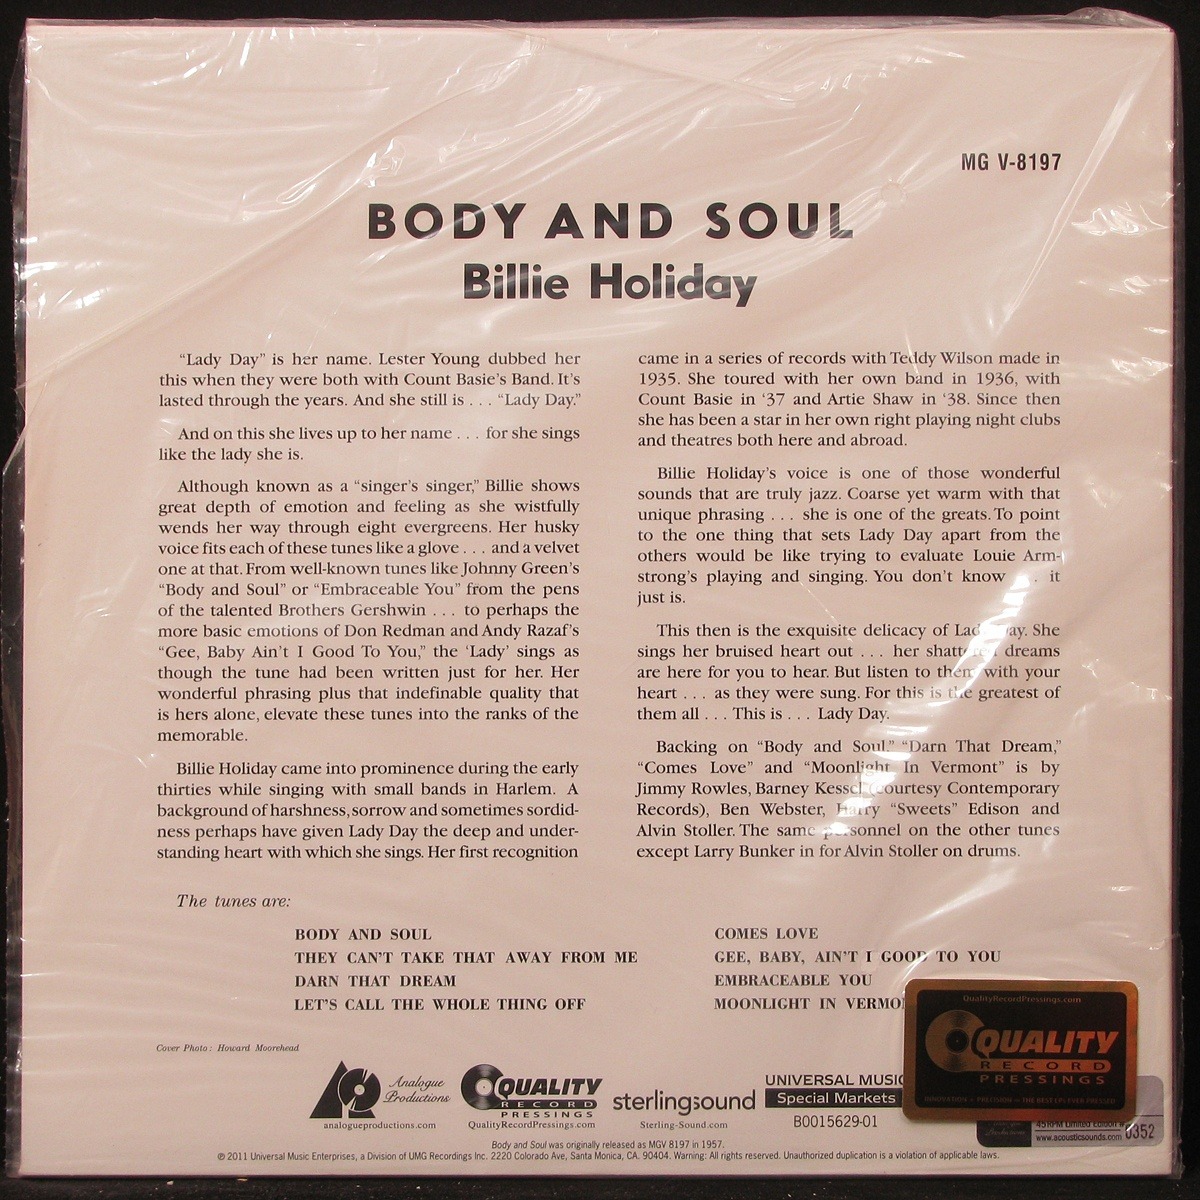 MG V-8197
BODY AND SOUL
Billie Holiday
“Lady Day” is her name. Lester Young dubbed her
this when they were both with Count Basie’s Band. It’s
lasted through the years. And she still is . . . “Lady Day.”
And on this she lives up to her name . . . for she sings
like the lady she is.
Although known as a “singer’s singer,” Billie shows
great depth of emotion and feeling as she wistfully
wends her way through eight evergreens. Her husky
voice fits each of these tunes like a glove . . . and a velvet
one at that. From well-known tunes like Johnny Green’s
“Body and Soul” or “Embraceable You” from the pens
of the talented Brothers Gershwin . . . to perhaps the
more basic emotions of Don Redman and Andy Razaf’s
“Gee, Baby Ain’t I Good To You,” the ‘Lady’ sings as
though the tune had been written just for her. Her
wonderful phrasing plus that indefinable quality that
is hers alone, elevate these tunes into the ranks of the
memorable.
Billie Holiday came into prominence during the early
thirties while singing with small bands in Harlem. A
background of harshness, sorrow and sometimes sordid-
ness perhaps have given Lady Day the deep and under-
standing heart with which she sings. Her first recognition
came in a series of records with Teddy Wilson made in
1935. She toured with her own band in 1936, with
Count Basie in ‘37 and Artie Shaw in ‘38. Since then
she has been a star in her own right playing night clubs
and theatres both here and abroad.
Billie Holiday’s voice is one of those wonderful
sounds that are truly jazz. Coarse yet warm with that
unique phrasing . . . she is one of the greats. To point
to the one thing that sets Lady Day apart from the
others would be like trying to evaluate Louie Arm-
strong’s playing and singing. You don’t know . . . it
just is.
This then is the exquisite delicacy of Lady Day. She
sings her bruised heart out . . . her shattered dreams
are here for you to hear. But listen to them with your
heart . . . as they were sung. For this is the greatest of
them all . . . This is . . . Lady Day.
Backing on “Body and Soul,” “Darn That Dream,”
“Comes Love” and “Moonlight In Vermont” is by
Jimmy Rowles, Barney Kessel (courtesy Contemporary
Records), Ben Webster, Harry “Sweets” Edison and
Alvin Stoller. The same personnel on the other tunes
except Larry Bunker in for Alvin Stoller on drums.
The tunes are:
BODY AND SOUL
THEY CAN’T TAKE THAT AWAY FROM ME
DARN THAT DREAM
LET’S CALL THE WHOLE THING OFF
COMES LOVE
GEE, BABY, AIN’T I GOOD TO YOU
EMBRACEABLE YOU
MOONLIGHT IN VERMO
Cover Photo: Howard Moorehead
Analogue
Productions
analogueproductions.com
QUALITY
RECORD
PRESSINGS
QualityRecordPressings.com
sterlingsound
Sterling-Sound.com
UNIVERSAL MUSIC
Special Markets
B0015629-01
QualityRecordPressings.com
QUALITY
RECORD
PRESSINGS
45 RPM Limited Edition #
www.acousticsounds.com
0352
Body and Soul was originally released as MGV 8197 in 1957.
© 2011 Universal Music Enterprises, a Division of UMG Recordings Inc. 2220 Colorado Ave, Santa Monica, CA. 90404. Warning: All rights reserved. Unauthorized duplication is a violation of applicable laws.